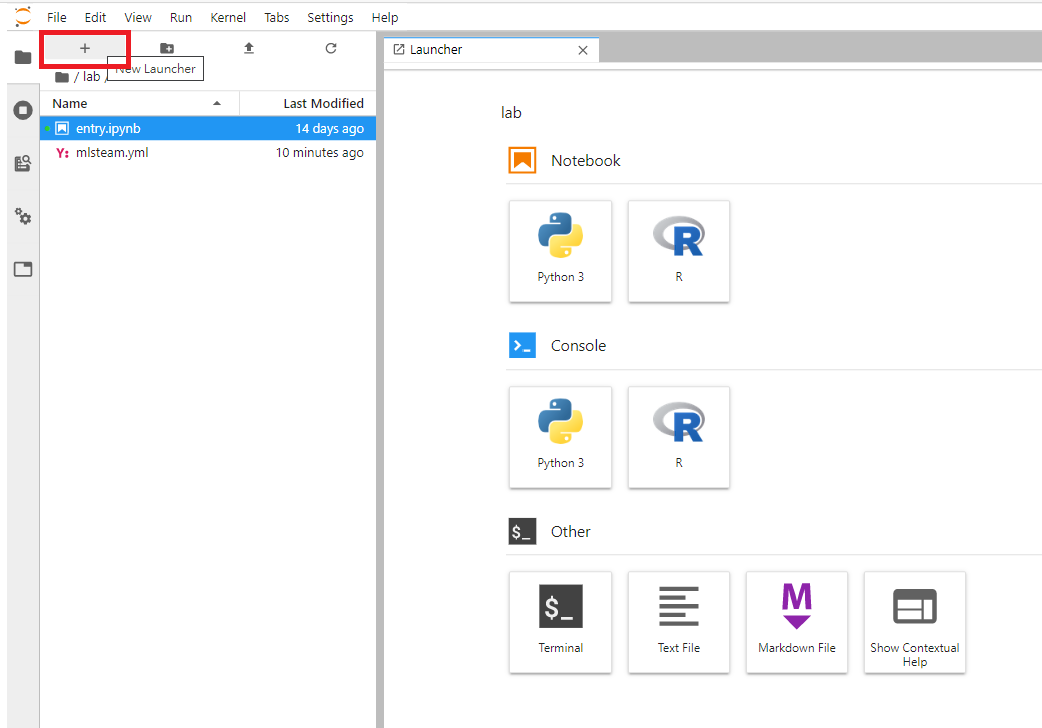 File Edit View Run Kernel Tabs Settings Help
+
New Launcher
/ lab /
Launcher
Name Last Modified
entry.ipynb 14 days ago
Y: mlsteam.yml 10 minutes ago
lab
Notebook
Python 3
R
R
>_ Console
Python 3
R
R
$_ Other
$_
M
Terminal
Text File
Markdown File
Show Contextual
Help